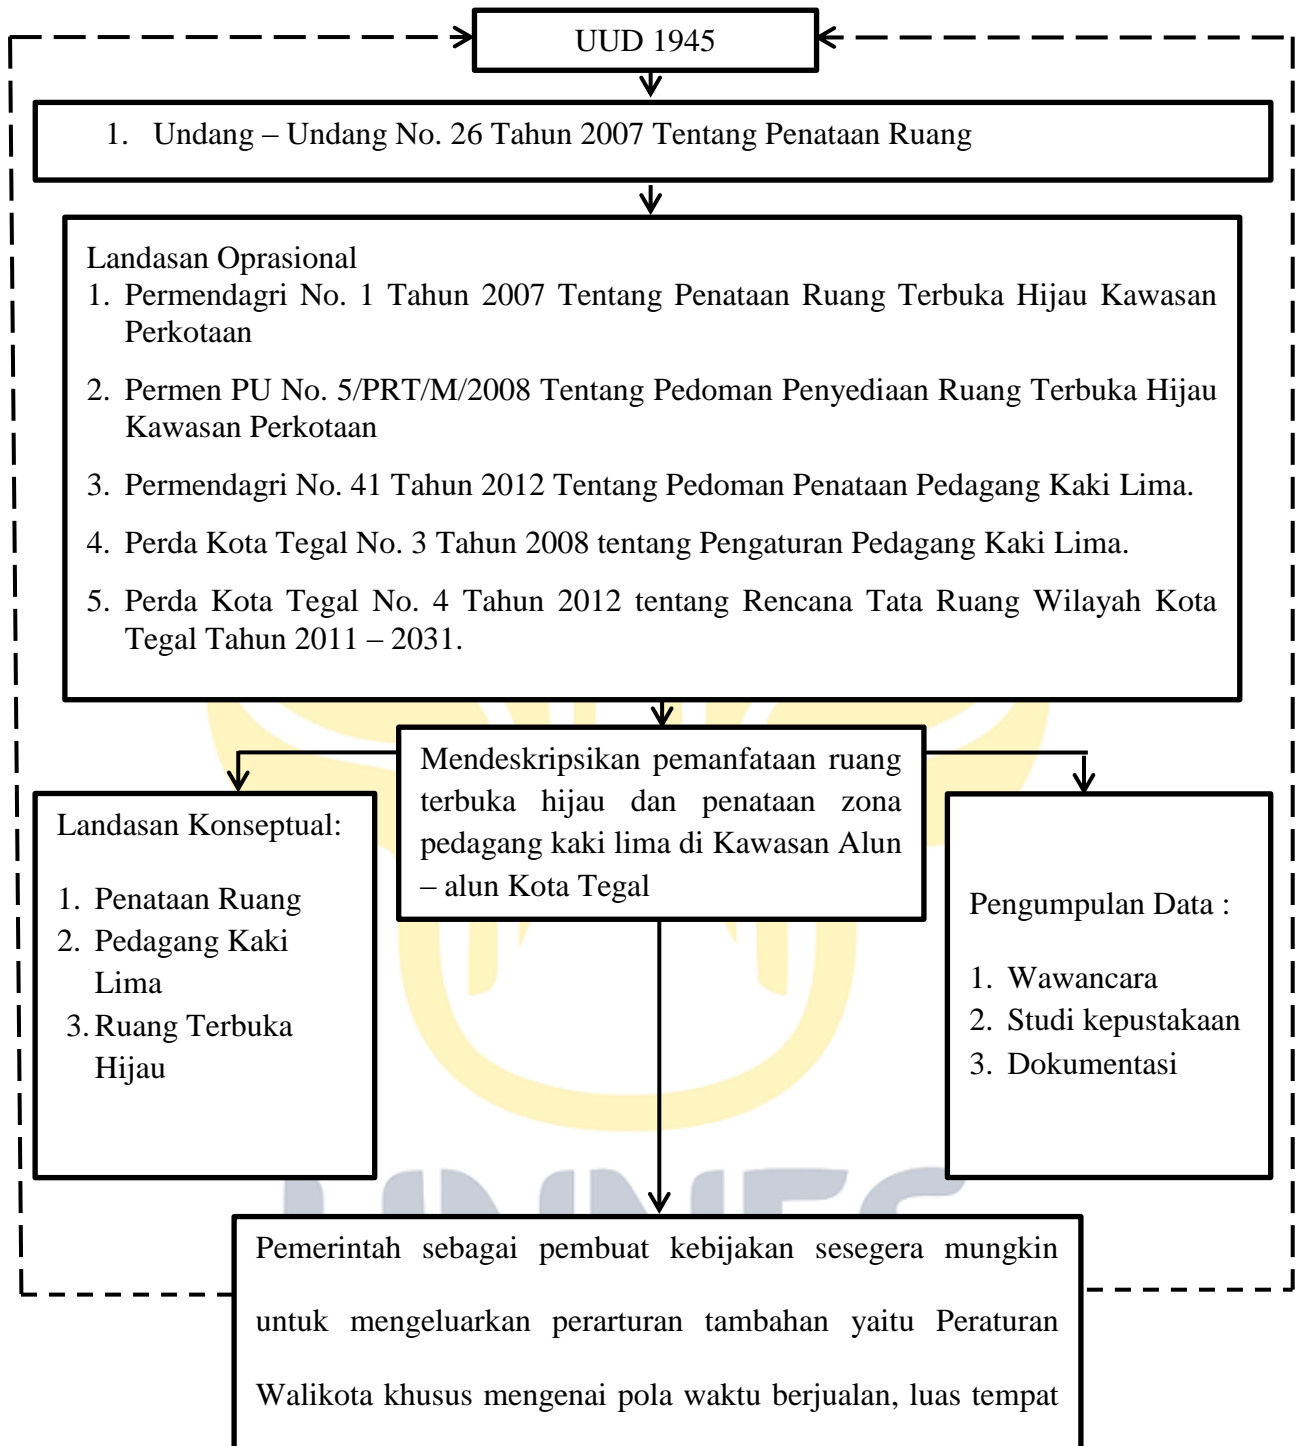 UUD 1945
1. Undang – Undang No. 26 Tahun 2007 Tentang Penataan Ruang
Landasan Oprasional
1. Permendagri No. 1 Tahun 2007 Tentang Penataan Ruang Terbuka Hijau Kawasan
Perkotaan
2. Permen PU No. 5/PRT/M/2008 Tentang Pedoman Penyediaan Ruang Terbuka Hijau
Kawasan Perkotaan
3. Permendagri No. 41 Tahun 2012 Tentang Pedoman Penataan Pedagang Kaki Lima.
4. Perda Kota Tegal No. 3 Tahun 2008 tentang Pengaturan Pedagang Kaki Lima.
5. Perda Kota Tegal No. 4 Tahun 2012 tentang Rencana Tata Ruang Wilayah Kota
Tegal Tahun 2011 – 2031.
Mendeskripsikan pemanfataan ruang
terbuka hijau dan penataan zona
pedagang kaki lima di Kawasan Alun
– alun Kota Tegal
Landasan Konseptual:
1. Penataan Ruang
2. Pedagang Kaki
Lima
3. Ruang Terbuka
Hijau
Pengumpulan Data :
1. Wawancara
2. Studi kepustakaan
3. Dokumentasi
UNNES
Pemerintah sebagai pembuat kebijakan sesegera mungkin
untuk mengeluarkan perarturan tambahan yaitu Peraturan
Walikota khusus mengenai pola waktu berjualan, luas tempat